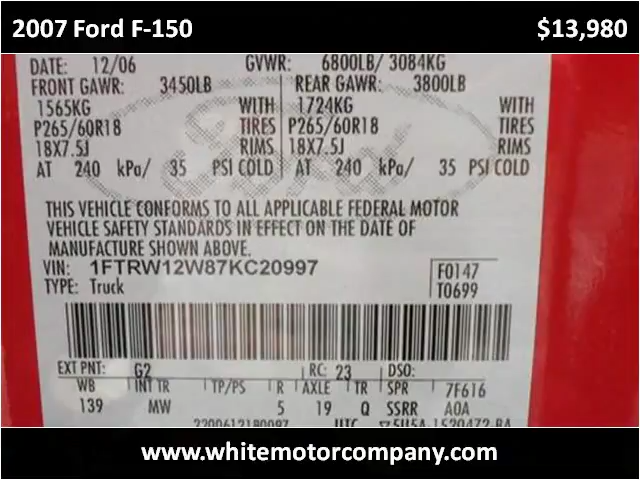 2007 Ford F-150 $13,980
DATE: 12/06 GVWR: 6800LB/ 3084KG
FRONT GAWR: 3450LB REAR GAWR: 3800LB
1565KG WITH 1724KG WITH
P265/60R18 TIRES P265/60R18 TIRES
18X7.5J RIMS 18X7.5J RIMS
AT 240 kPa/ 35 PSI COLD AT 240 kPa/ 35 PSI COLD
Ford
THIS VEHICLE CONFORMS TO ALL APPLICABLE FEDERAL MOTOR
VEHICLE SAFETY STANDARDS IN EFFECT ON THE DATE OF
MANUFACTURE SHOWN ABOVE.
VIN: 1FTRW12W87KC20997 F0147
TYPE: Truck T0699
EXT PNT: G2 RC: 23 DSO:
WB INT TR TP/PS R AXLE TR SPR 7F616
139 MW 5 19 Q SSRR A0A
UTC
www.whitemotorcompany.com